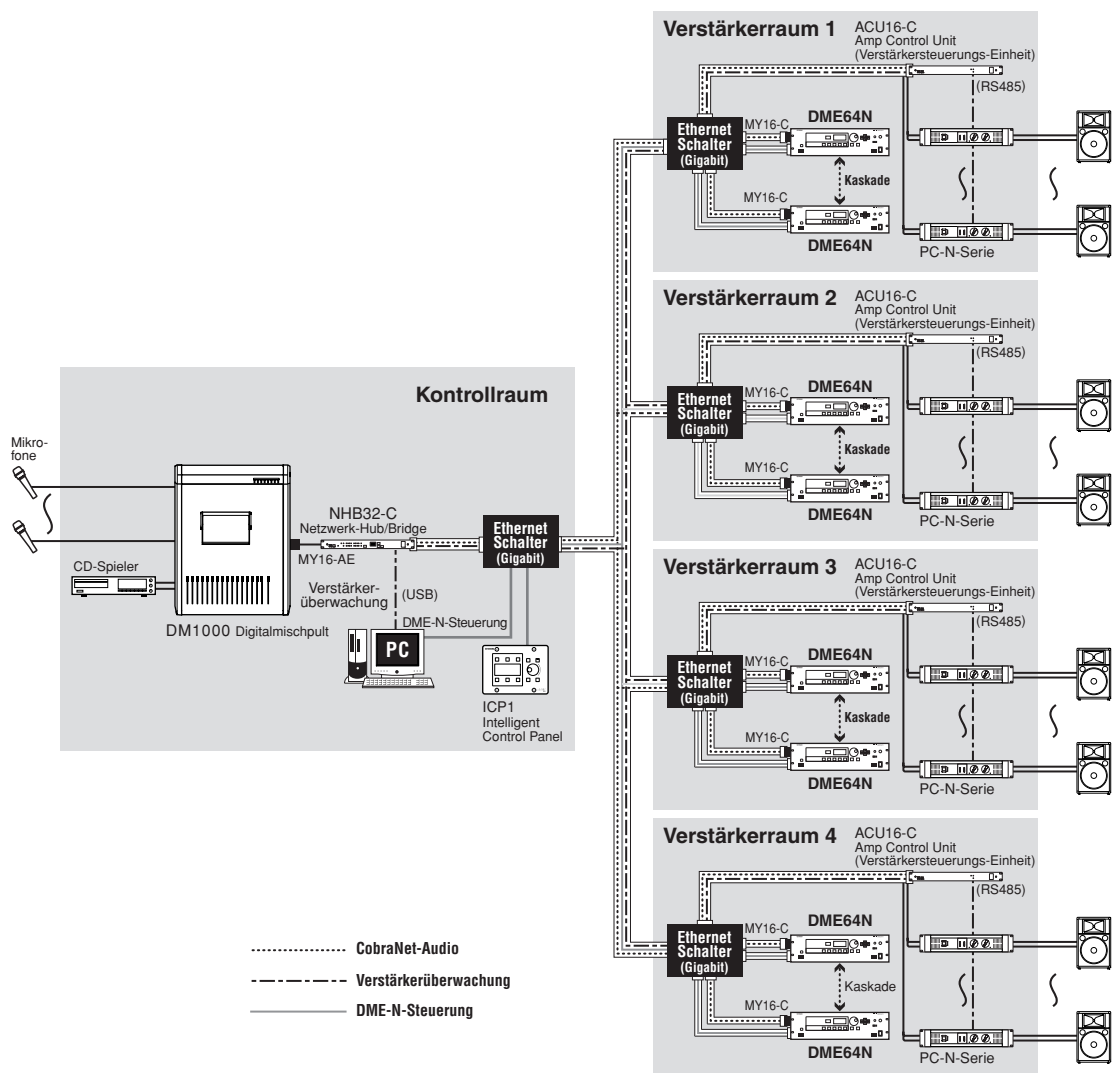 Verstärkerraum 1
ACU16-C
Amp Control Unit
(Verstärkersteuerungs-Einheit)
(RS485)
Ethernet
Schalter
(Gigabit)
MY16-C
DME64N
Kaskade
MY16-C
DME64N
PC-N-Serie
Verstärkerraum 2
ACU16-C
Amp Control Unit
(Verstärkersteuerungs-Einheit)
(RS485)
Ethernet
Schalter
(Gigabit)
MY16-C
DME64N
Kaskade
MY16-C
DME64N
PC-N-Serie
Kontrollraum
Mikro-
fone
CD-Spieler
DM1000 Digitalmischpult
NHB32-C
Netzwerk-Hub/Bridge
MY16-AE
Verstärker-
überwachung
(USB)
DME-N-Steuerung
PC
Ethernet
Schalter
(Gigabit)
ICP1
Intelligent
Control Panel
Verstärkerraum 3
ACU16-C
Amp Control Unit
(Verstärkersteuerungs-Einheit)
(RS485)
Ethernet
Schalter
(Gigabit)
MY16-C
DME64N
Kaskade
MY16-C
DME64N
PC-N-Serie
Verstärkerraum 4
ACU16-C
Amp Control Unit
(Verstärkersteuerungs-Einheit)
(RS485)
Ethernet
Schalter
(Gigabit)
MY16-C
DME64N
Kaskade
MY16-C
DME64N
PC-N-Serie
CobraNet-Audio
Verstärkerüberwachung
DME-N-Steuerung